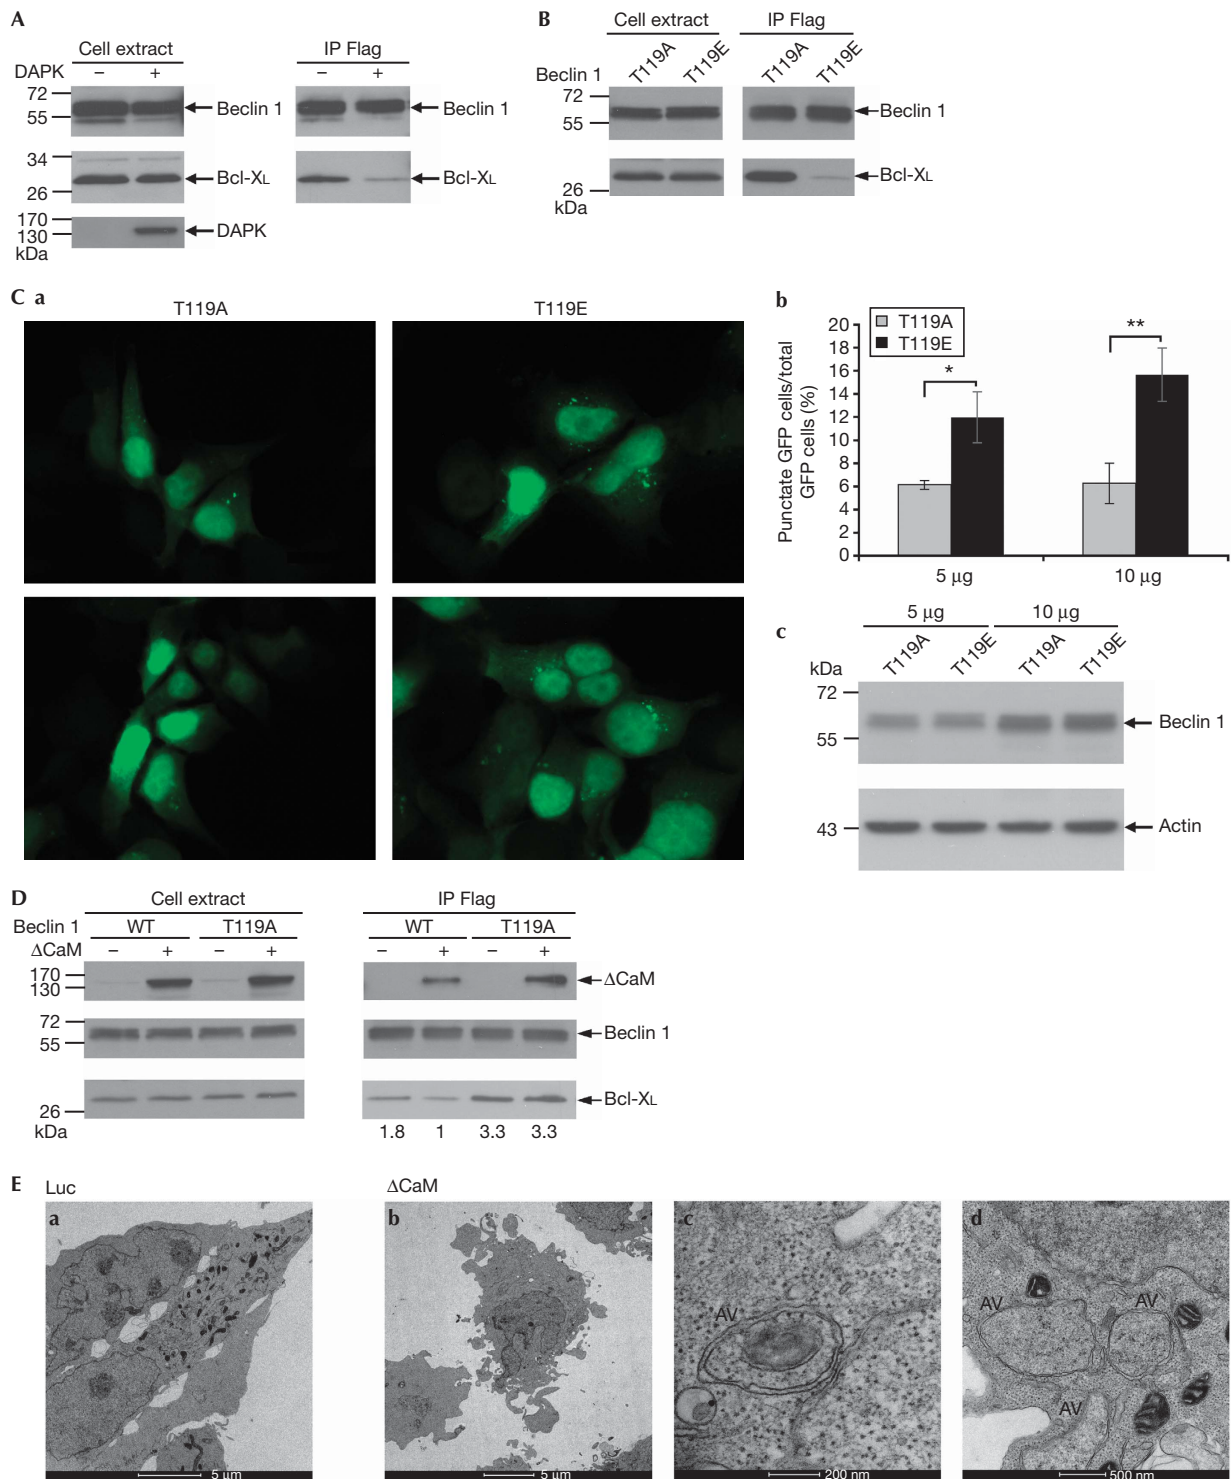 A
Cell extract
IP Flag
DAPK
– +
– +
72
55
Beclin 1
Beclin 1
34
26
Bcl-XL
Bcl-XL
170
130
kDa
DAPK
B
Cell extract
IP Flag
Beclin 1
T119A T119E
T119A T119E
72
55
Beclin 1
26
kDa
Bcl-XL
C a
T119A
T119E
b
T119A
T119E
Punctate GFP cells/total
GFP cells (%)
20
18
16
14
12
10
8
6
4
2
0
*
**
5 µg
10 µg
c
5 µg
10 µg
T119A T119E T119A T119E
kDa
72
55
Beclin 1
43
Actin
D
Cell extract
IP Flag
Beclin 1
WT T119A
WT T119A
ΔCaM
– + – +
– + – +
170
130
ΔCaM
72
55
Beclin 1
26
kDa
Bcl-XL
1.8 1 3.3 3.3
E
Luc
ΔCaM
a
b
c
d
AV
AV
AV
AV
5 µm
5 µm
200 nm
500 nm